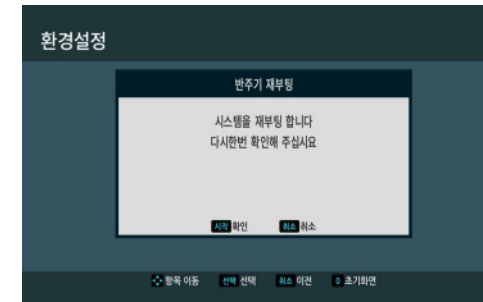 환경설정
반주기 재부팅
시스템을 재부팅 합니다
다시한번 확인해 주십시요
시작 확인 취소 취소
항목 이동 선택 선택 취소 이전 초기화면